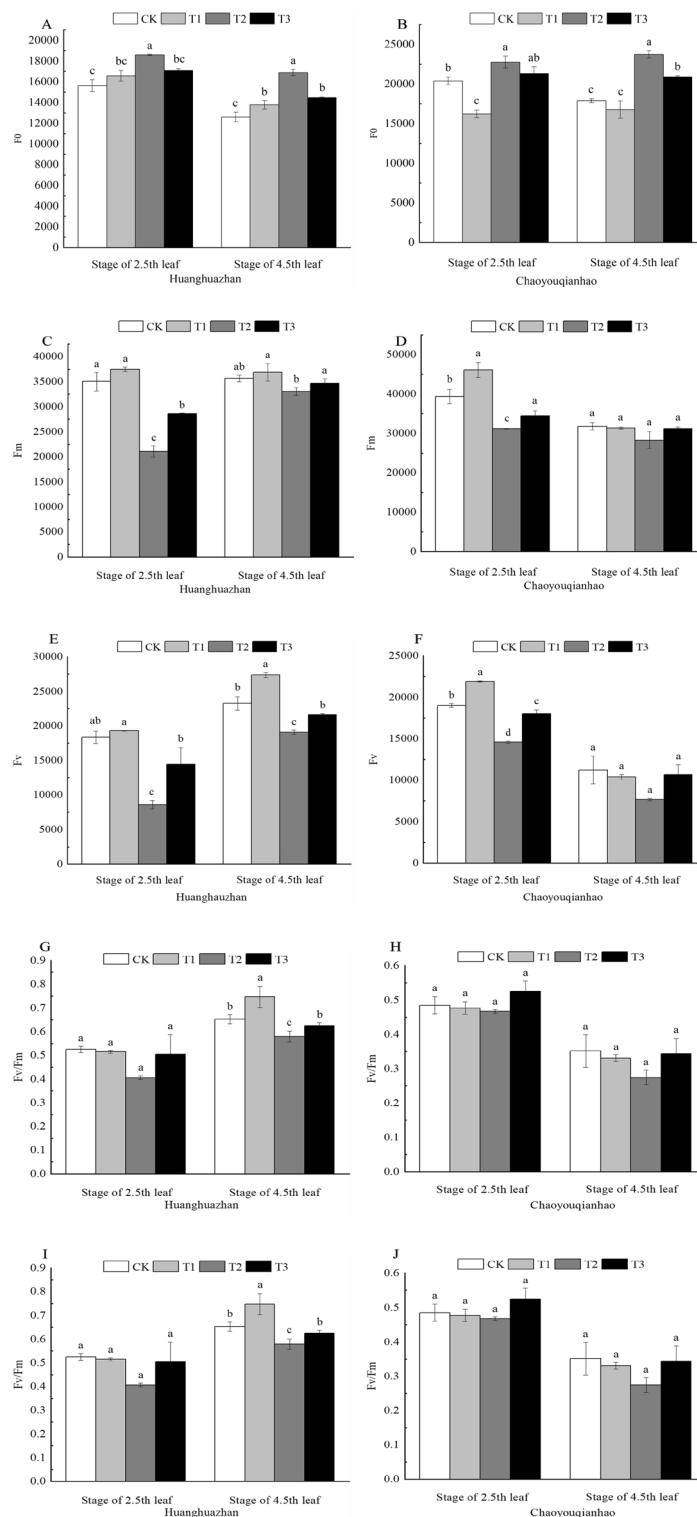 A
CK T1 T2 T3
20000
18000
16000
14000
12000
10000
8000
6000
4000
2000
0
F0
c bc a bc
c b a b
Stage of 2.5th leaf Stage of 4.5th leaf
Huanghuazhan
B
CK T1 T2 T3
25000
20000
15000
10000
5000
0
F0
b c a ab
c c a b
Stage of 2.5th leaf Stage of 4.5th leaf
Chaoyouqianhao
C
CK T1 T2 T3
40000
35000
30000
25000
20000
15000
10000
5000
0
Fm
a a c b
ab a b a
Stage of 2.5th leaf Stage of 4.5th leaf
Huanghuazhan
D
CK T1 T2 T3
50000
40000
30000
20000
10000
0
Fm
b a c a
a a a a
Stage of 2.5th leaf Stage of 4.5th leaf
Chaoyouqianhao
E
CK T1 T2 T3
30000
25000
20000
15000
10000
5000
0
Fv
ab a c a
b a c b
Stage of 2.5th leaf Stage of 4.5th leaf
Huanghauzhan
F
CK T1 T2 T3
25000
20000
15000
10000
5000
0
Fv
b a d c
a a a a
Stage of 2.5th leaf Stage of 4.5th leaf
Chaoyouqianhao
G
CK T1 T2 T3
0.9
0.8
0.7
0.6
0.5
0.4
0.3
0.2
0.1
0.0
Fv/Fm
a a a a
b a c b
Stage of 2.5th leaf Stage of 4.5th leaf
Huanghuazhan
H
CK T1 T2 T3
0.6
0.5
0.4
0.3
0.2
0.1
0.0
Fv/Fm
a a a a
a a a a
Stage of 2.5th leaf Stage of 4.5th leaf
Chaoyouqianhao
I
CK T1 T2 T3
0.9
0.8
0.7
0.6
0.5
0.4
0.3
0.2
0.1
0.0
Fv/Fm
a a a a
b a c b
Stage of 2.5th leaf Stage of 4.5th leaf
Huanghuazhan
J
CK T1 T2 T3
0.6
0.5
0.4
0.3
0.2
0.1
0.0
Fv/Fm
a a a a
a a a a
Stage of 2.5th leaf Stage of 4.5th leaf
Chaoyouqianhao